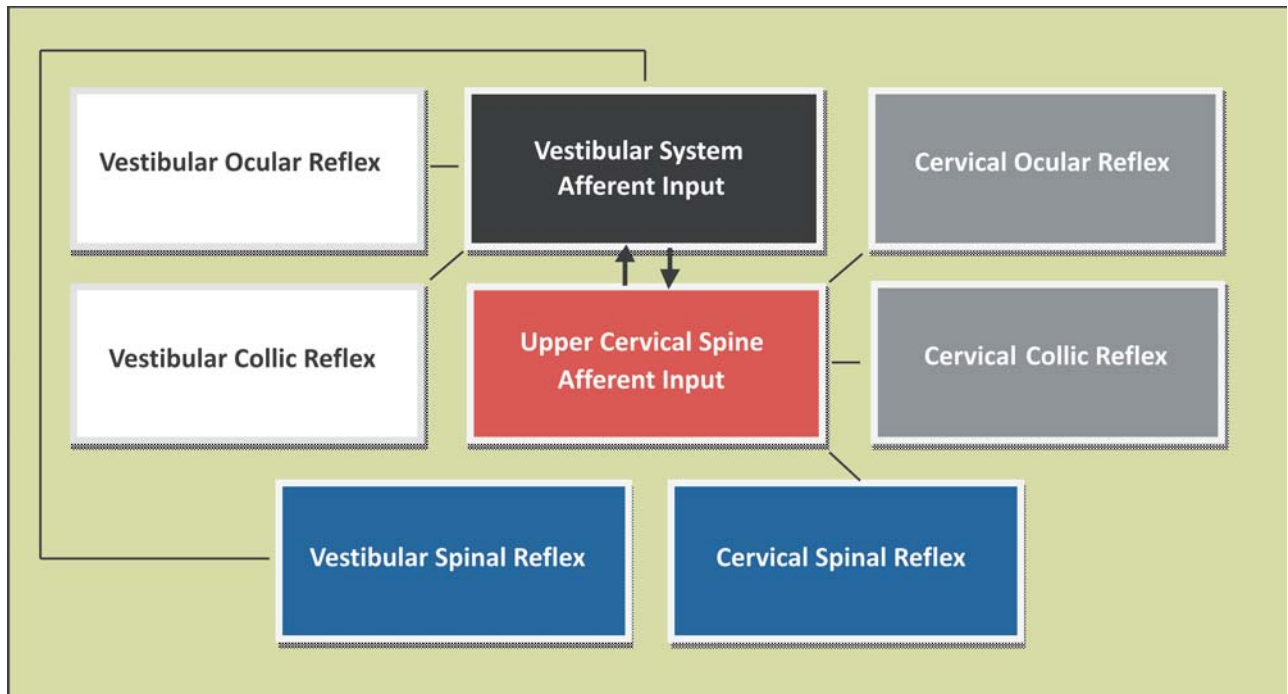 Vestibular Ocular Reflex
Vestibular System
Afferent Input
Cervical Ocular Reflex
Vestibular Collic Reflex
Upper Cervical Spine
Afferent Input
Cervical Collic Reflex
Vestibular Spinal Reflex
Cervical Spinal Reflex